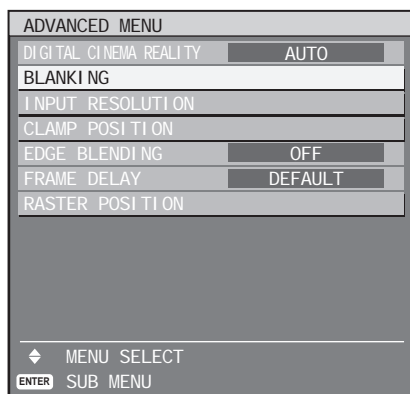 ADVANCED MENU
DIGITAL CINEMA REALITY AUTO
BLANKING
INPUT RESOLUTION
CLAMP POSITION
EDGE BLENDING OFF
FRAME DELAY DEFAULT
RASTER POSITION
MENU SELECT
ENTER SUB MENU